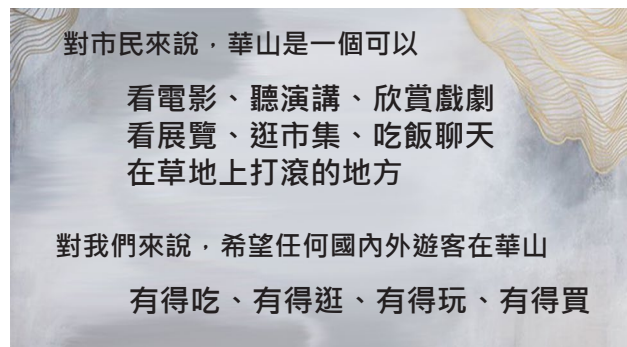 對市民來說，華山是一個可以
看電影、聽演講、欣賞戲劇
看展覽、逛市集、吃飯聊天
在草地上打滾的地方
對我們來說，希望任何國內外遊客在華山
有得吃、有得逛、有得玩、有得買